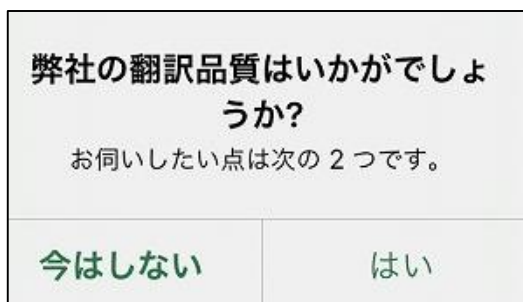 弊社の翻訳品質はいかがでしょ
うか?
お伺いしたい点は次の 2 つです。
今はしない
はい